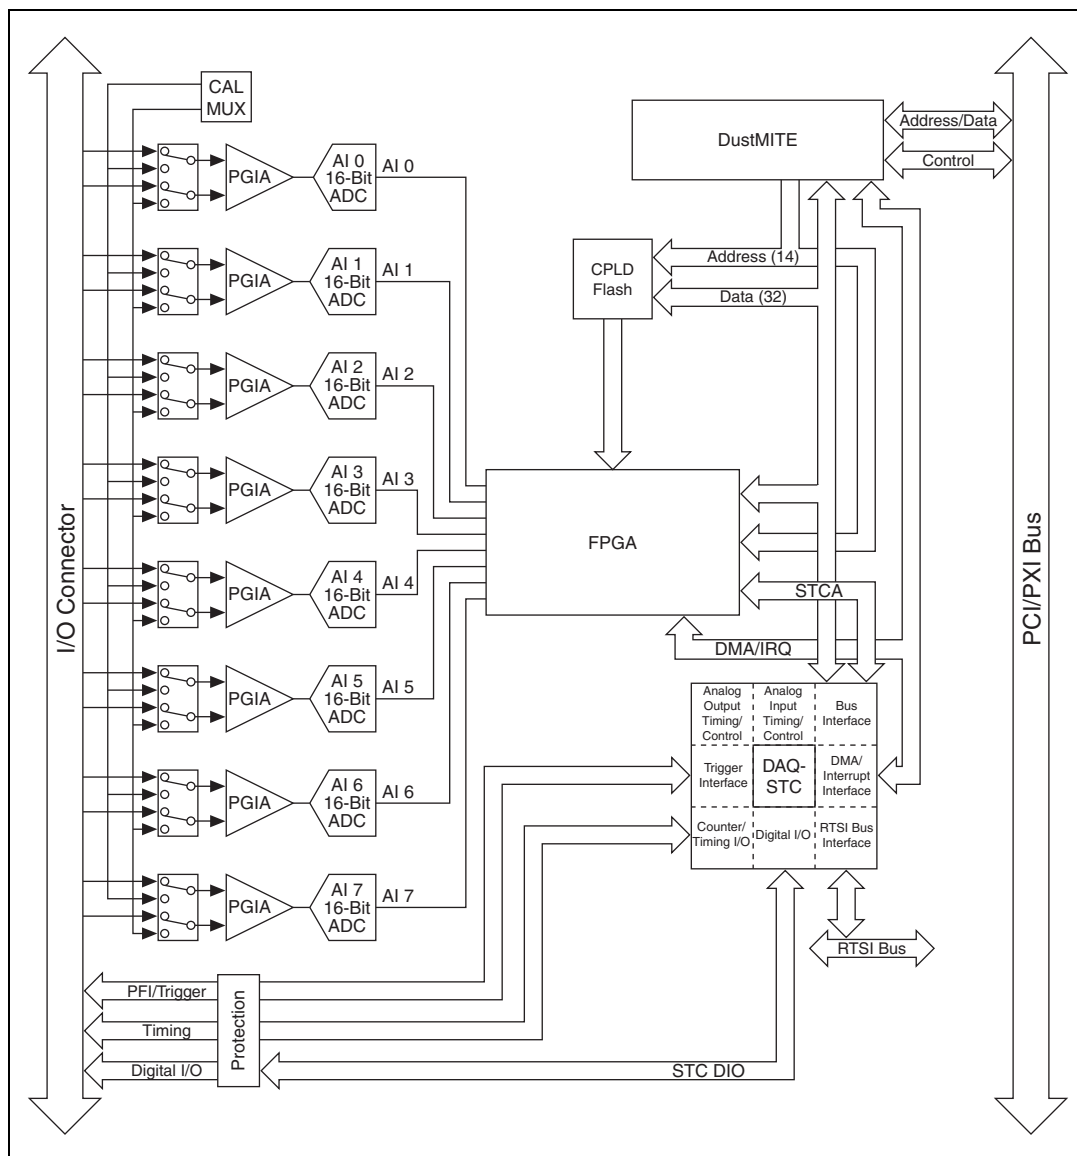 CAL
MUX
I/O Connector
PGIA
AI 0
16-Bit
ADC
AI 0
PGIA
AI 1
16-Bit
ADC
AI 1
PGIA
AI 2
16-Bit
ADC
AI 2
PGIA
AI 3
16-Bit
ADC
AI 3
PGIA
AI 4
16-Bit
ADC
AI 4
PGIA
AI 5
16-Bit
ADC
AI 5
PGIA
AI 6
16-Bit
ADC
AI 6
PGIA
AI 7
16-Bit
ADC
AI 7
DustMITE
Address/Data
Control
PCI/PXI Bus
CPLD
Flash
Address (14)
Data (32)
FPGA
STCA
DMA/IRQ
Analog
Output
Timing/
Control
Analog
Input
Timing/
Control
Bus
Interface
Trigger
Interface
DAQ-
STC
DMA/
Interrupt
Interface
Counter/
Timing I/O
Digital I/O
RTSI Bus
Interface
RTSI Bus
PFI/Trigger
Timing
Digital I/O
Protection
STC DIO